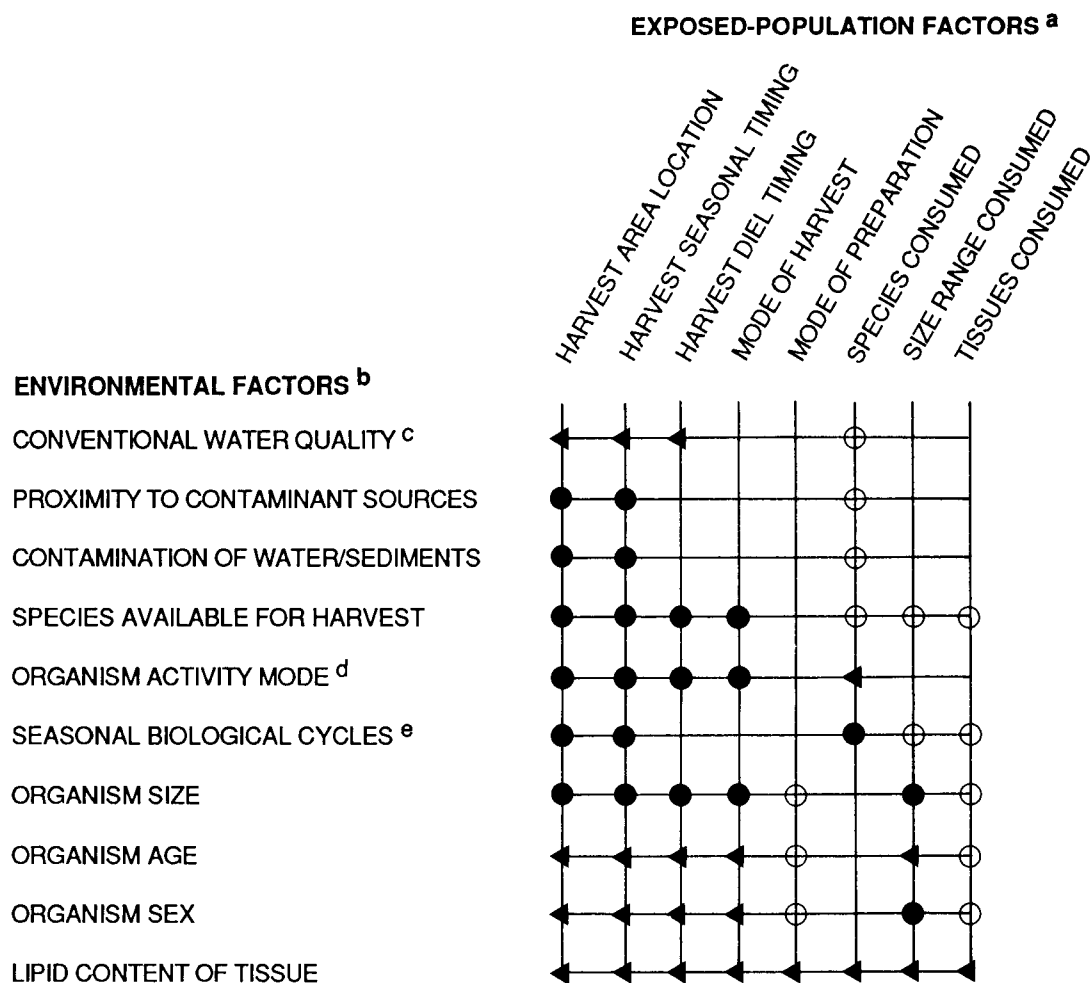 EXPOSED-POPULATION FACTORS a
HARVEST AREA LOCATION
HARVEST SEASONAL TIMING
HARVEST DIEL TIMING
MODE OF HARVEST
MODE OF PREPARATION
SPECIES CONSUMED
SIZE RANGE CONSUMED
TISSUES CONSUMED
ENVIRONMENTAL FACTORS b
CONVENTIONAL WATER QUALITY c
PROXIMITY TO CONTAMINANT SOURCES
CONTAMINATION OF WATER/SEDIMENTS
SPECIES AVAILABLE FOR HARVEST
ORGANISM ACTIVITY MODE d
SEASONAL BIOLOGICAL CYCLES e
ORGANISM SIZE
ORGANISM AGE
ORGANISM SEX
LIPID CONTENT OF TISSUE